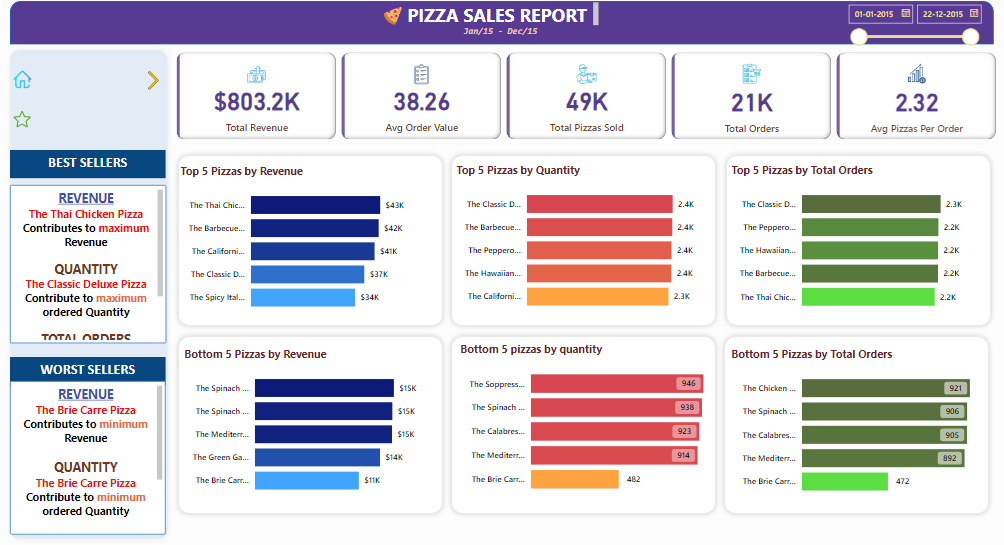 PIZZA SALES REPORT
Jan/15 - Dec/15
01-01-2015
22-12-2015
$803.2K
Total Revenue
38.26
Avg Order Value
49K
Total Pizzas Sold
21K
Total Orders
2.32
Avg Pizzas Per Order
BEST SELLERS
REVENUE
The Thai Chicken Pizza
Contributes to maximum
Revenue
QUANTITY
The Classic Deluxe Pizza
Contribute to maximum
ordered Quantity
TOTAL ORDERS
WORST SELLERS
REVENUE
The Brie Carre Pizza
Contributes to minimum
Revenue
QUANTITY
The Brie Carre Pizza
Contribute to minimum
ordered Quantity
Top 5 Pizzas by Revenue
The Thai Chic... $43K
The Barbecue... $42K
The Californi... $41K
The Classic D... $37K
The Spicy Ital... $34K
Top 5 Pizzas by Quantity
The Classic D... 2.4K
The Barbecue... 2.4K
The Peppero... 2.4K
The Hawaiian... 2.4K
The Californi... 2.3K
Top 5 Pizzas by Total Orders
The Classic D... 2.3K
The Peppero... 2.2K
The Hawaiian... 2.2K
The Barbecue... 2.2K
The Thai Chic... 2.2K
Bottom 5 Pizzas by Revenue
The Spinach ... $15K
The Spinach ... $15K
The Mediterr... $15K
The Green Ga... $14K
The Brie Carr... $11K
Bottom 5 pizzas by quantity
The Soppress... 946
The Spinach ... 938
The Calabres... 923
The Mediterr... 914
The Brie Carr... 482
Bottom 5 Pizzas by Total Orders
The Chicken ... 921
The Spinach ... 906
The Calabres... 905
The Mediterr... 892
The Brie Carr... 472